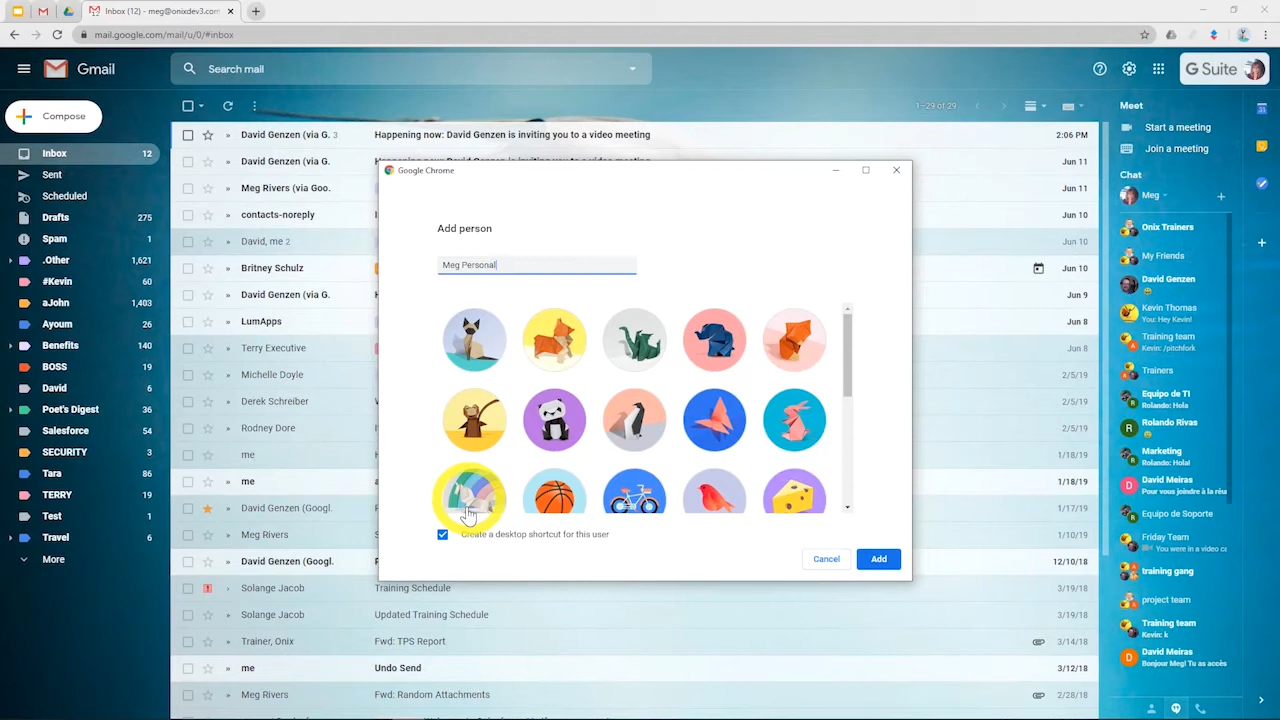 Inbox (12) - meg@onixdev3.com
mail.google.com/mail/u/0/#inbox
Gmail
Search mail
G Suite
Compose
1–29 of 29
Inbox 12
Sent
Scheduled
Drafts 275
Spam 1
.Other 1,621
#Kevin 60
aJohn 1,403
Ayoum 26
Benefits 140
BOSS 19
David 6
Poet's Digest 36
Salesforce 54
SECURITY 3
Tara 86
TERRY 19
Test 1
Travel 6
More
David Genzen (via G. 3 Happening now: David Genzen is inviting you to a video meeting 2:06 PM
David Genzen (via G. Happening now: David Genzen is inviting you to a video meeting Jun 11
Meg Rivers (via Goo. Jun 11
contacts-noreply Jun 10
David, me 2 Jun 10
Britney Schulz Jun 10
David Genzen (via G. Jun 9
LumApps Jun 8
Terry Executive Jun 8
Michelle Doyle 2/5/19
Derek Schreiber 2/5/19
Rodney Dore 2/5/19
me 1/18/19
me 1/18/19
David Genzen (Googl. 1/17/19
Meg Rivers 1/10/19
David Genzen (Googl. 12/10/18
Solange Jacob Training Schedule 3/19/18
Solange Jacob Updated Training Schedule 3/19/18
Trainer, Onix Fwd: TPS Report 3/14/18
me Undo Send 3/12/18
Meg Rivers Fwd: Random Attachments 2/28/18
Google Chrome
Add person
Meg Personal
Create a desktop shortcut for this user
Cancel
Add
Meet
Start a meeting
Join a meeting
Chat
Meg
Onix Trainers
My Friends
David Genzen
Kevin Thomas
You: Hey Kevin!
Training team
Kevin: /pitchfork
Trainers
Equipo de TI
Rolando: Hola
Rolando Rivas
Marketing
Rolando: Hola!
David Meiras
Pour vous joindre à la réu
Equipo de Soporte
Friday Team
You were in a video ca
training gang
project team
Training team
Kevin: k
David Meiras
Bonjour Meg! Tu as accès